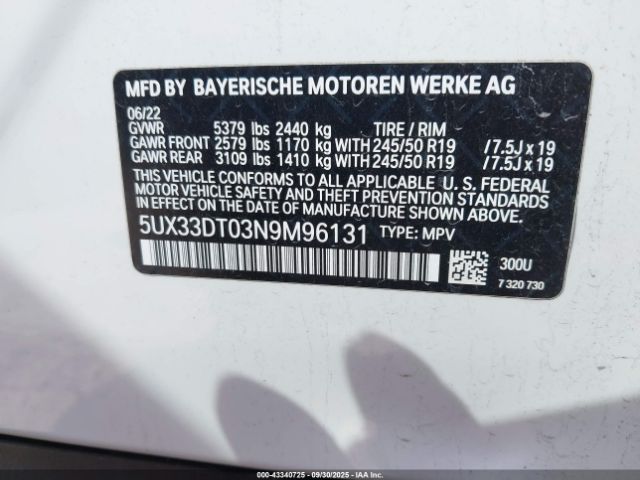 MFD BY BAYERISCHE MOTOREN WERKE AG
06/22
GVWR 5379 lbs 2440 kg TIRE / RIM
GAWR FRONT 2579 lbs 1170 kg WITH 245/50 R19 /7.5J x 19
GAWR REAR 3109 lbs 1410 kg WITH 245/50 R19 /7.5J x 19
THIS VEHICLE CONFORMS TO ALL APPLICABLE U. S. FEDERAL
MOTOR VEHICLE SAFETY AND THEFT PREVENTION STANDARDS
IN EFFECT ON THE DATE OF MANUFACTURE SHOWN ABOVE.
5UX33DT03N9M96131 TYPE: MPV
300U
7 320 730
000-43340725 - 09/30/2025 - IAA Inc.